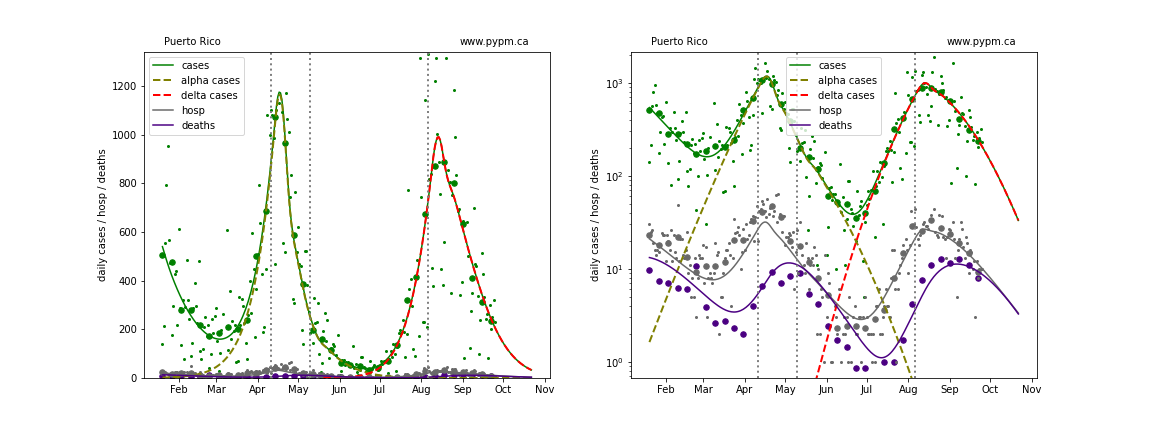 Puerto Rico www.pypm.ca
cases
alpha cases
delta cases
hosp
deaths
daily cases / hosp / deaths
1200
1000
800
600
400
200
0
Feb Mar Apr May Jun Jul Aug Sep Oct Nov
Puerto Rico www.pypm.ca
cases
alpha cases
delta cases
hosp
deaths
daily cases / hosp / deaths
10³
10²
10¹
10⁰
Feb Mar Apr May Jun Jul Aug Sep Oct Nov